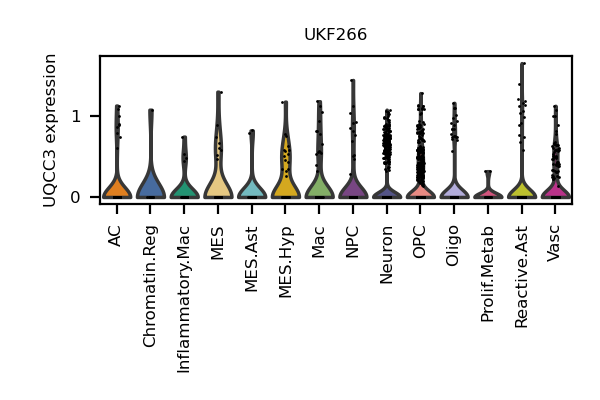 UKF266
UQCC3 expression
1
0
AC
Chromatin.Reg
Inflammatory.Mac
MES
MES.Ast
MES.Hyp
Mac
NPC
Neuron
OPC
Oligo
Prolif.Metab
Reactive.Ast
Vasc